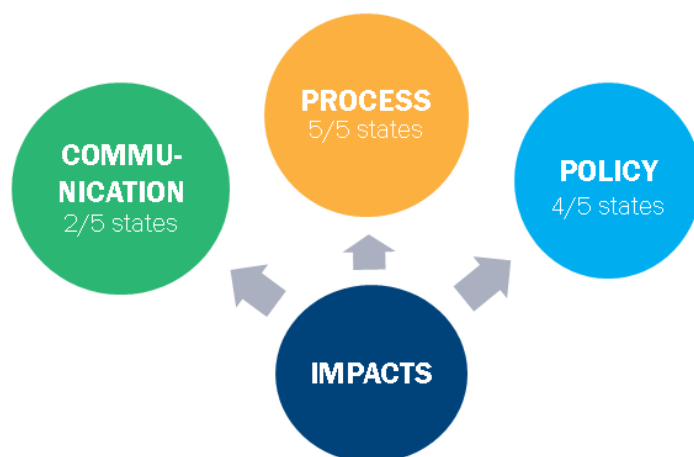 COMMU-
NICATION
2/5 states
PROCESS
5/5 states
POLICY
4/5 states
IMPACTS